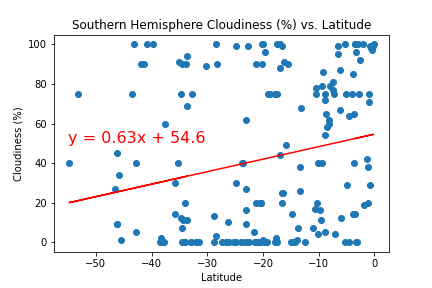 Southern Hemisphere Cloudiness (%) vs. Latitude
100
80
60
y = 0.63x + 54.6
40
20
0
Cloudiness (%)
−50 −40 −30 −20 −10 0
Latitude